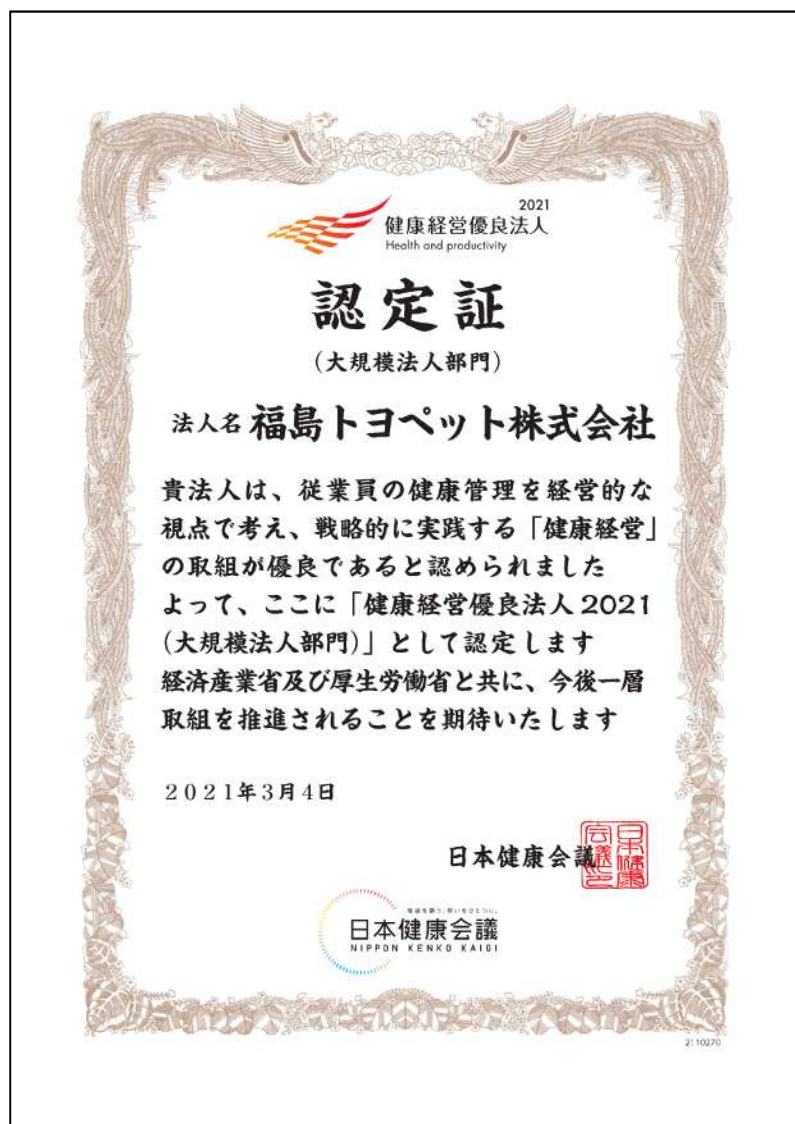 2021
健康経営優良法人
Health and productivity
認定証
(大規模法人部門)
法人名 福島トヨペット株式会社
貴法人は、従業員の健康管理を経営的な
視点で考え、戦略的に実践する「健康経営」
の取組が優良であると認められました
よって、ここに「健康経営優良法人2021
(大規模法人部門)」として認定します
経済産業省及び厚生労働省と共に、今後一層
取組を推進されることを期待いたします
2021年3月4日
日本健康会議
日本健康会議印
日本健康会議
NIPPON KENKO KAIGI
2110270